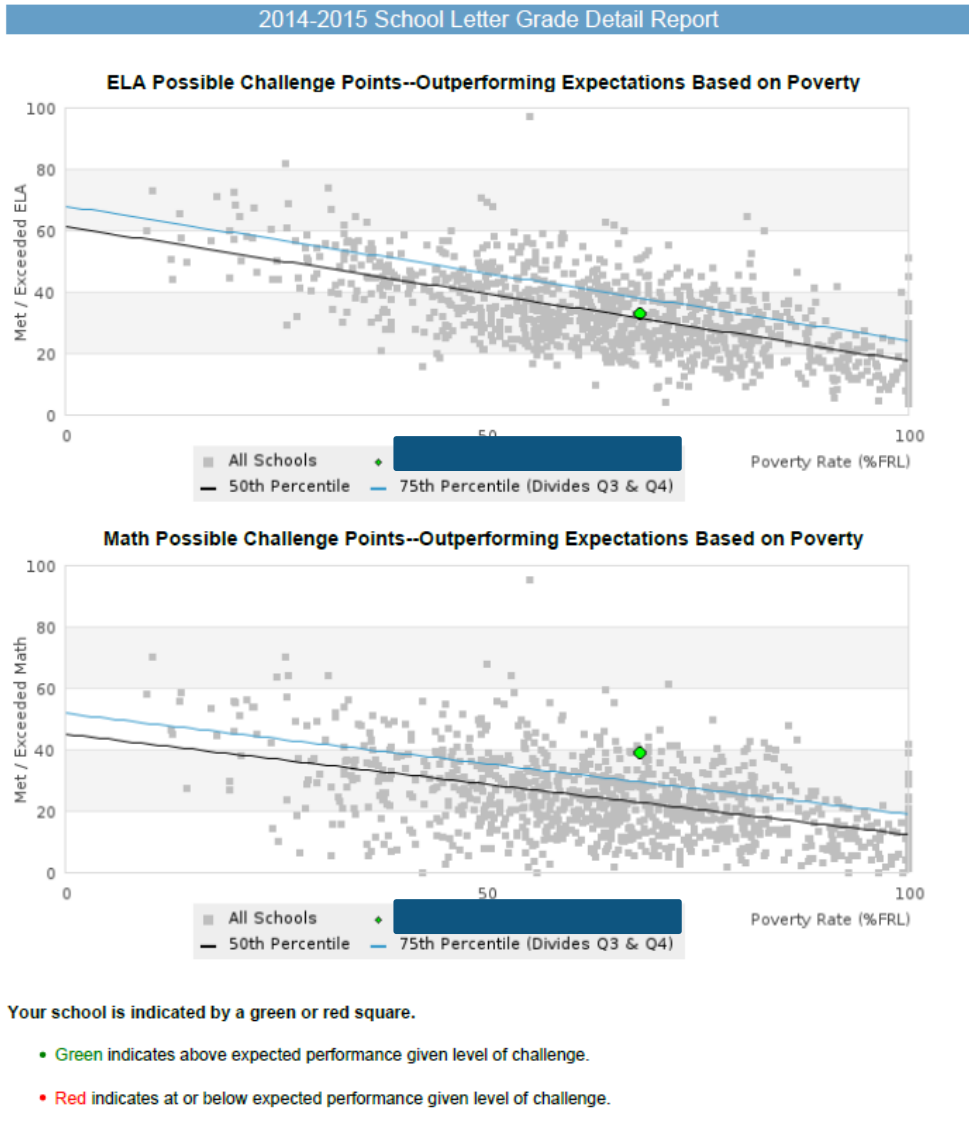 2014-2015 School Letter Grade Detail Report
ELA Possible Challenge Points--Outperforming Expectations Based on Poverty
Met / Exceeded ELA
100
80
60
40
20
0
0
50
100
Poverty Rate (%FRL)
All Schools
50th Percentile
75th Percentile (Divides Q3 & Q4)
Math Possible Challenge Points--Outperforming Expectations Based on Poverty
Met / Exceeded Math
100
80
60
40
20
0
0
50
100
Poverty Rate (%FRL)
All Schools
50th Percentile
75th Percentile (Divides Q3 & Q4)
Your school is indicated by a green or red square.
• Green indicates above expected performance given level of challenge.
• Red indicates at or below expected performance given level of challenge.